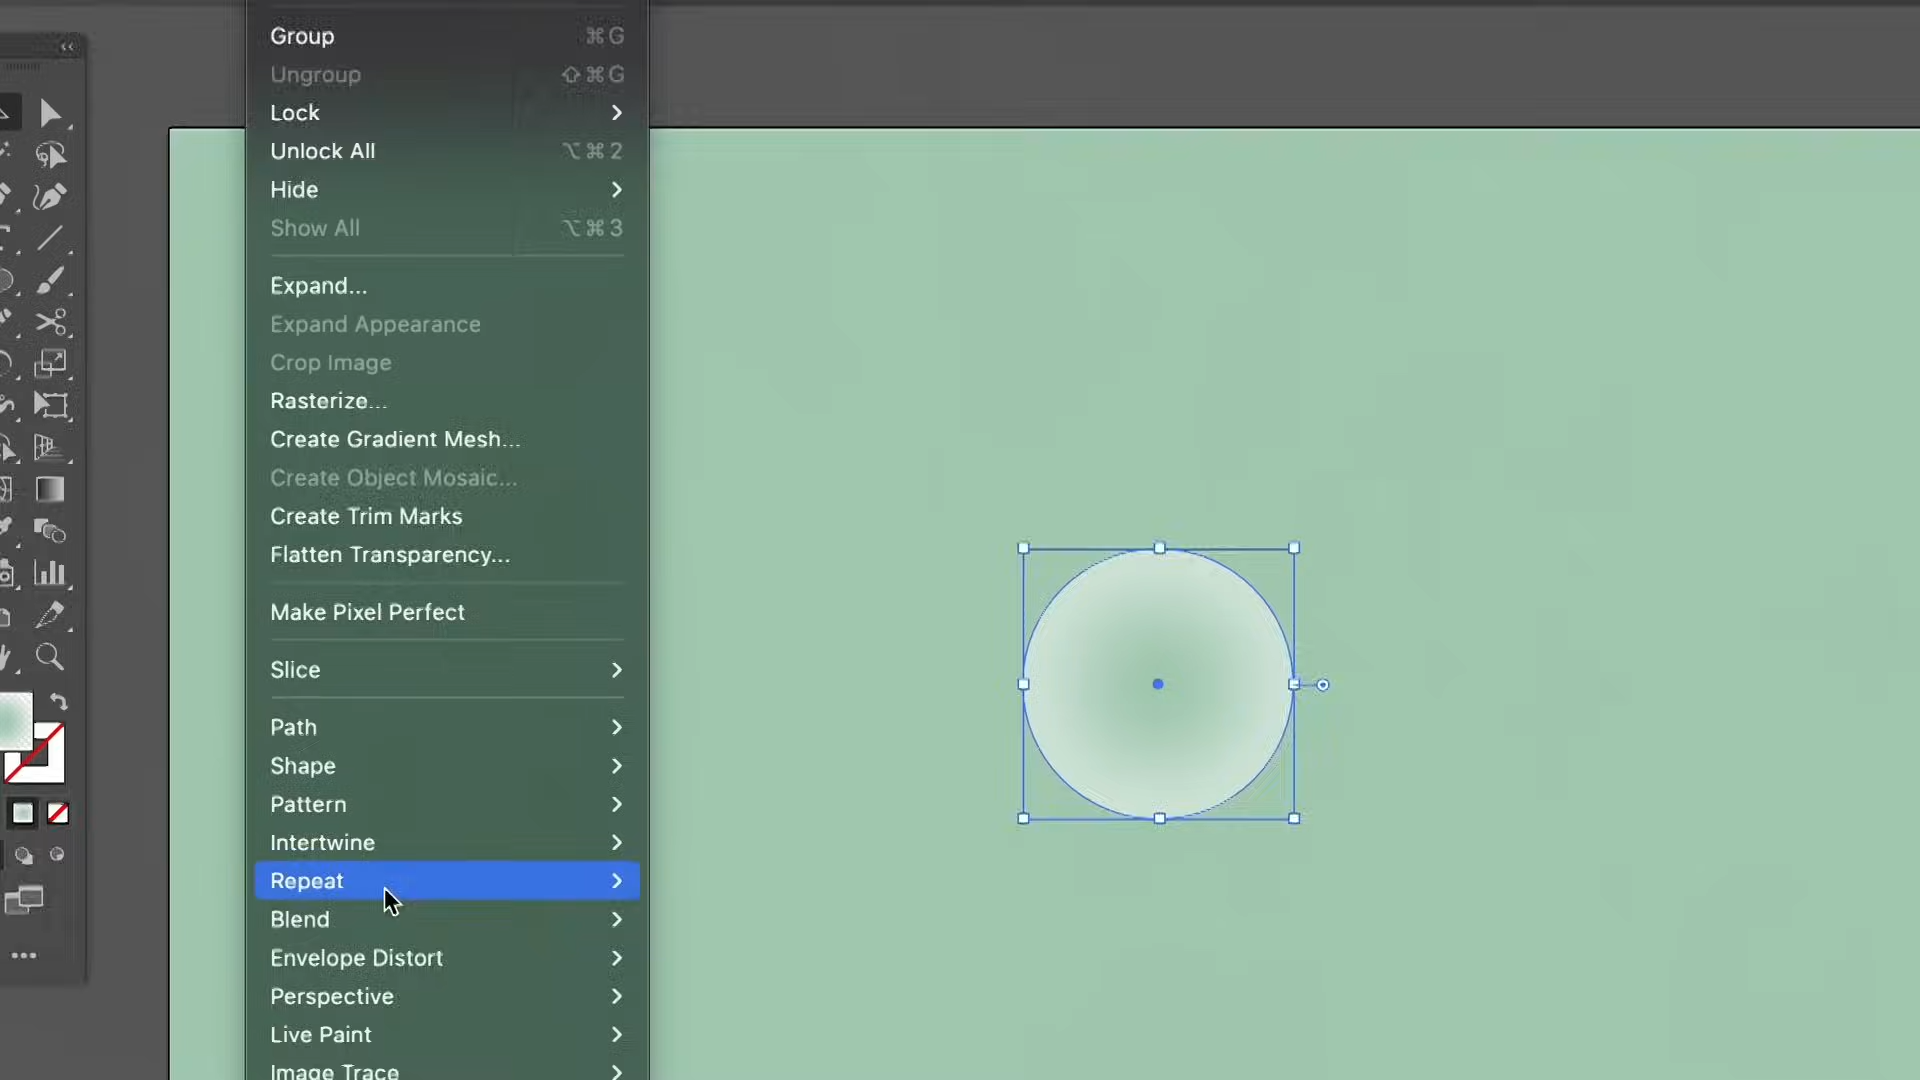 Group ⌘G
Ungroup ⇧⌘G
Lock
Unlock All ⌥⌘2
Hide
Show All ⌥⌘3
Expand...
Expand Appearance
Crop Image
Rasterize...
Create Gradient Mesh...
Create Object Mosaic...
Create Trim Marks
Flatten Transparency...
Make Pixel Perfect
Slice
Path
Shape
Pattern
Intertwine
Repeat
Blend
Envelope Distort
Perspective
Live Paint
Image Trace